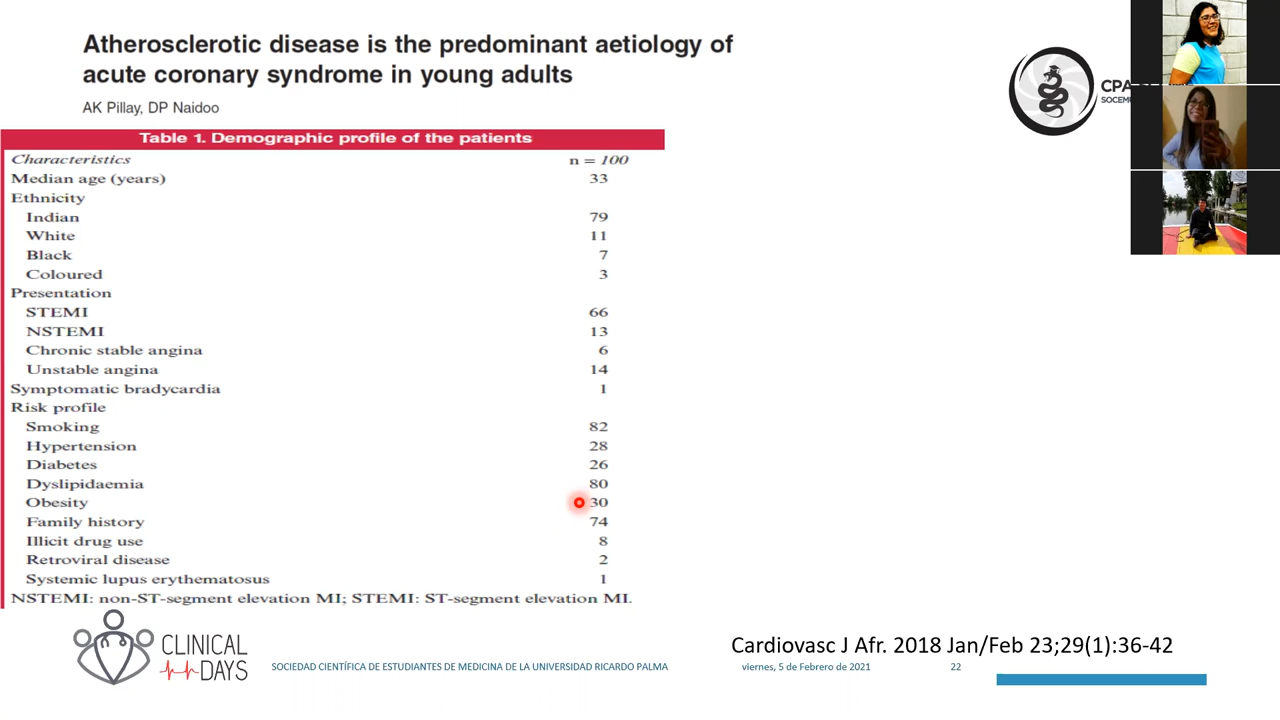 Atherosclerotic disease is the predominant aetiology of
acute coronary syndrome in young adults
AK Pillay, DP Naidoo
CPA
SOCEM
Table 1. Demographic profile of the patients
Characteristics n = 100
Median age (years) 33
Ethnicity
Indian 79
White 11
Black 7
Coloured 3
Presentation
STEMI 66
NSTEMI 13
Chronic stable angina 6
Unstable angina 14
Symptomatic bradycardia 1
Risk profile
Smoking 82
Hypertension 28
Diabetes 26
Dyslipidaemia 80
Obesity 30
Family history 74
Illicit drug use 8
Retroviral disease 2
Systemic lupus erythematosus 1
NSTEMI: non-ST-segment elevation MI; STEMI: ST-segment elevation MI.
Cardiovasc J Afr. 2018 Jan/Feb 23;29(1):36-42
CLINICAL
DAYS
SOCIEDAD CIENTÍFICA DE ESTUDIANTES DE MEDICINA DE LA UNIVERSIDAD RICARDO PALMA
viernes, 5 de Febrero de 2021
22